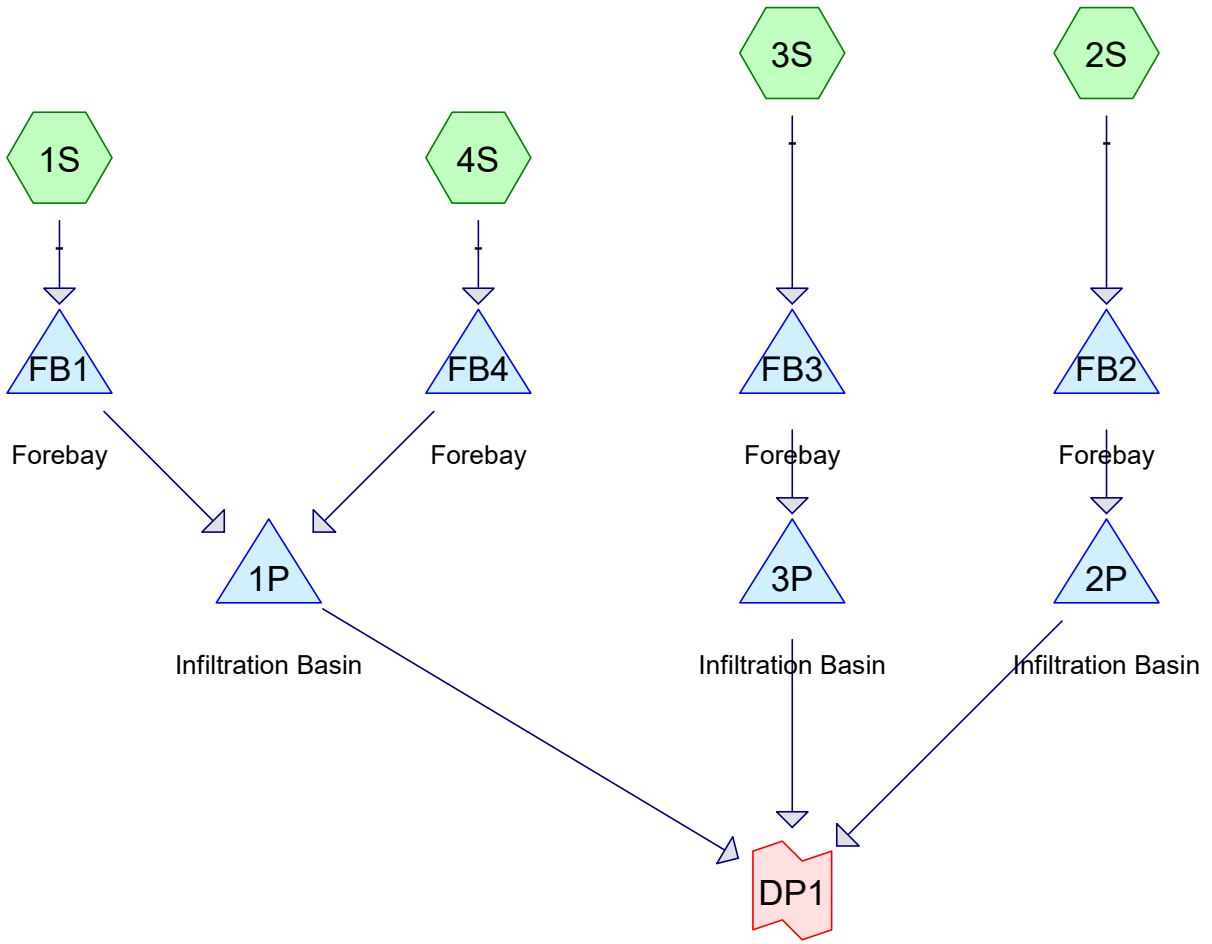 3S
2S
1S
4S
FB1
FB4
FB3
FB2
Forebay
Forebay
Forebay
Forebay
1P
3P
2P
Infiltration Basin
Infiltration Basin
Infiltration Basin
DP1